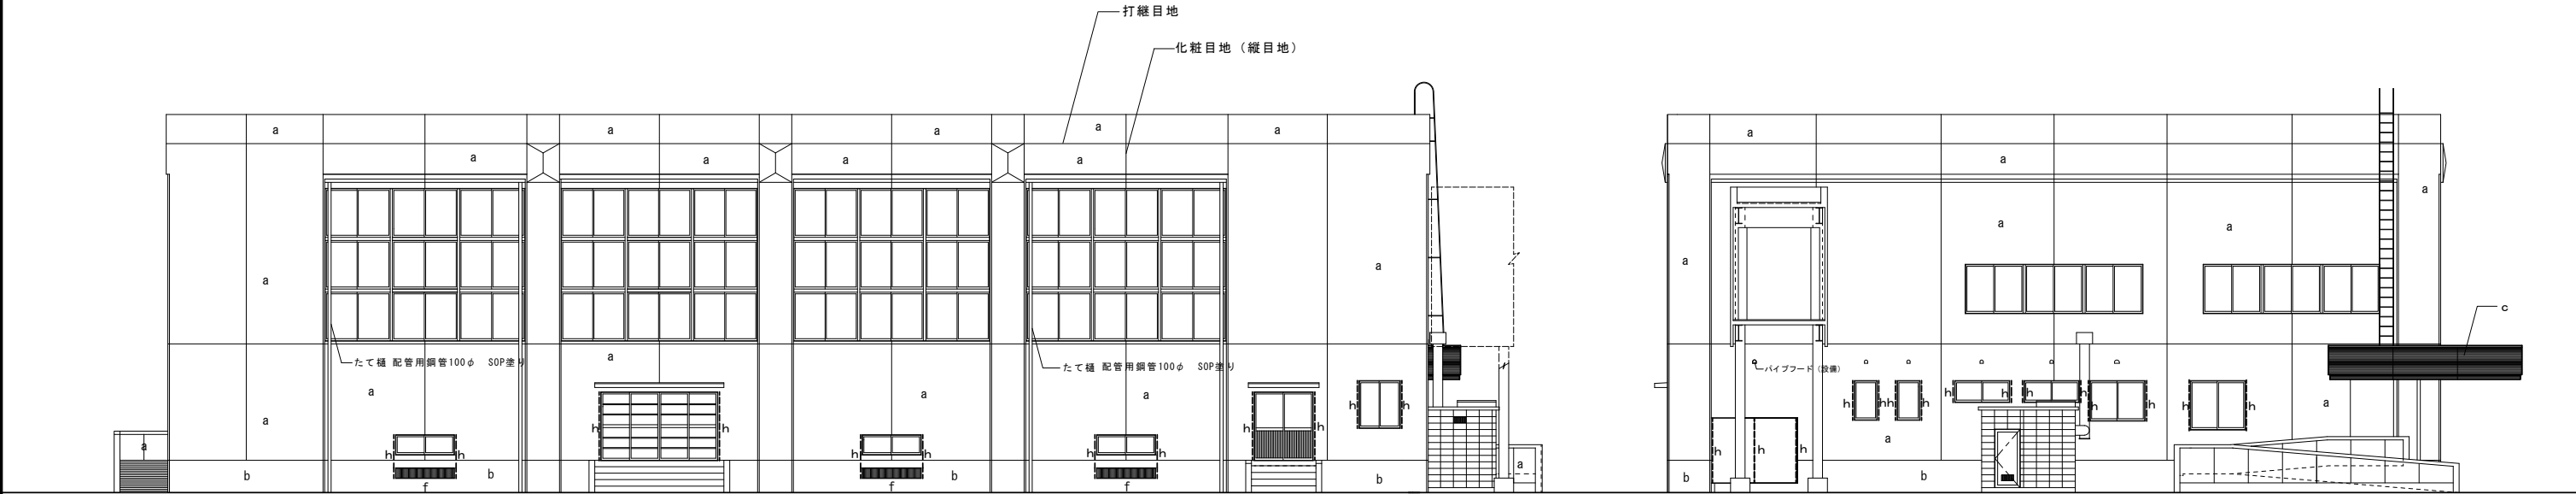 打継目地
化粧目地（縦目地）
a a a a a a
a a a a a a
a a a
a a a
a a c
たて樋 配管用鋼管100φ SOP塗り
a
たて樋 配管用鋼管100φ SOP塗り
パイプフード（設備）
a a a a a
h h h h h h h h h h h h
h h h h h h
a a a
h h h h h h h h h
a
b b b b b b
f f f